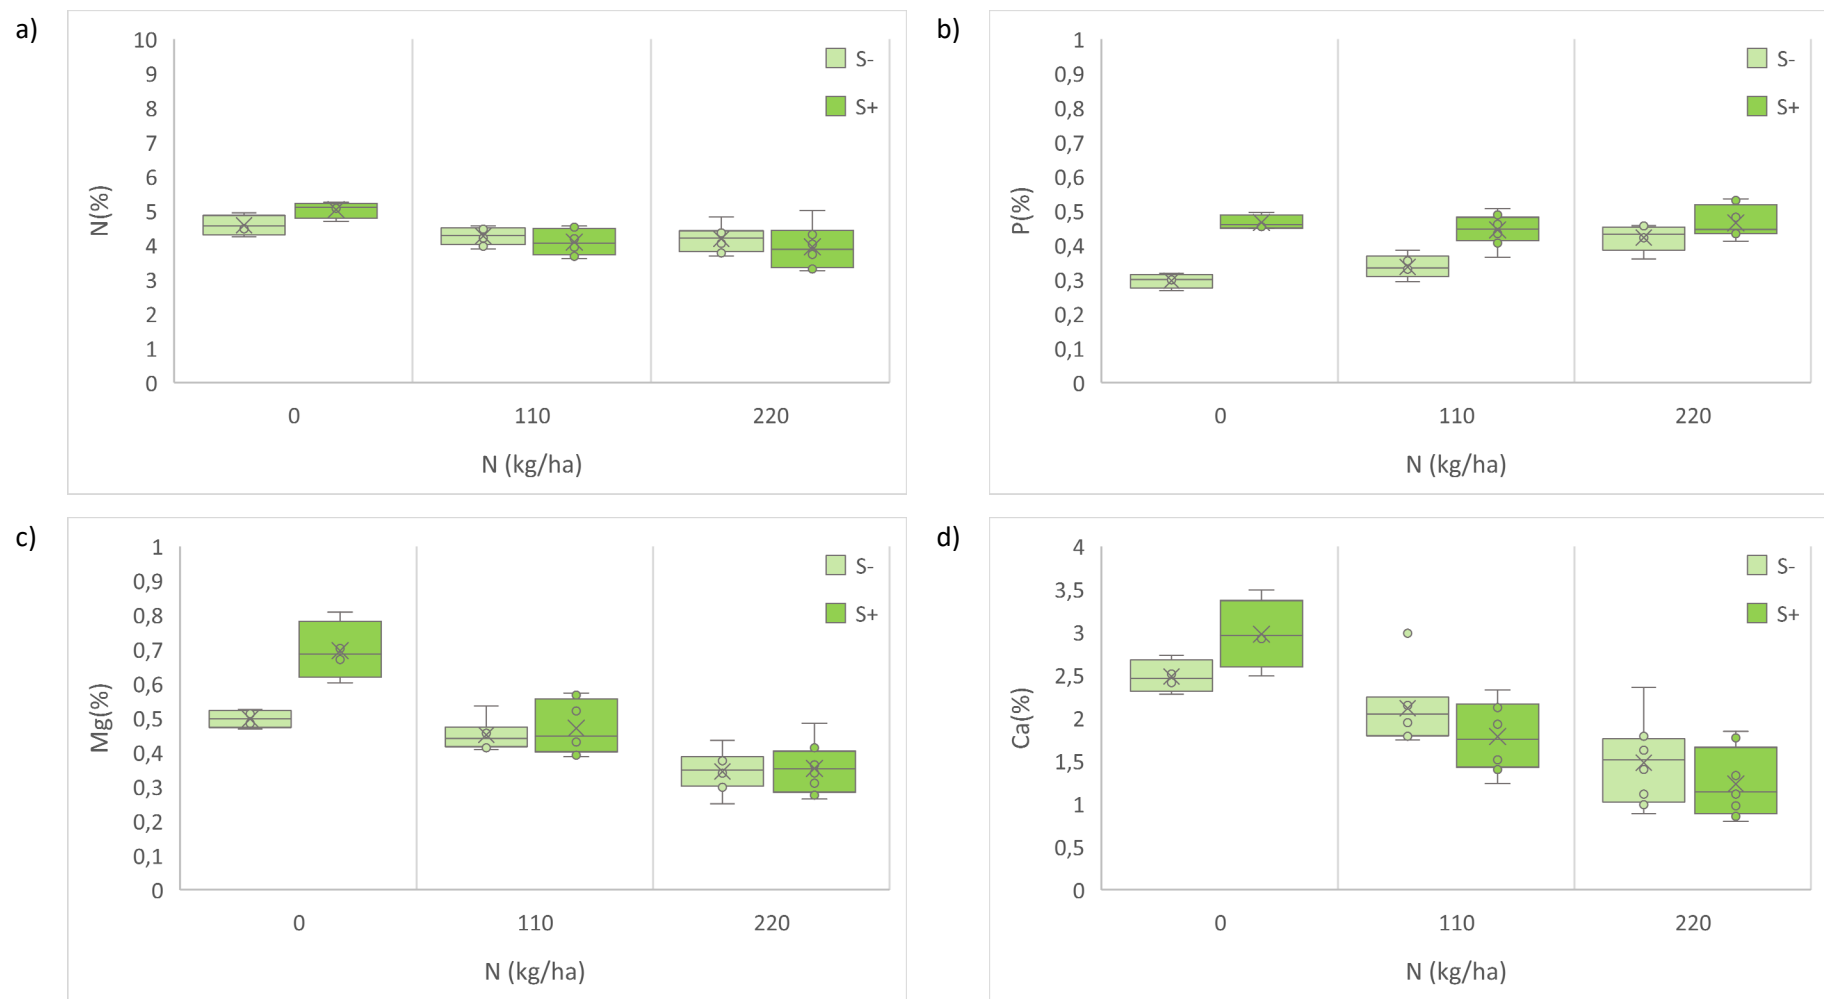 a)
10
9
8
7
6
5
4
3
2
1
0
N(%)
0 110 220
N (kg/ha)
S-
S+
b)
1
0,9
0,8
0,7
0,6
0,5
0,4
0,3
0,2
0,1
0
P(%)
0 110 220
N (kg/ha)
S-
S+
c)
1
0,9
0,8
0,7
0,6
0,5
0,4
0,3
0,2
0,1
0
Mg(%)
0 110 220
N (kg/ha)
S-
S+
d)
4
3,5
3
2,5
2
1,5
1
0,5
0
Ca(%)
0 110 220
N (kg/ha)
S-
S+